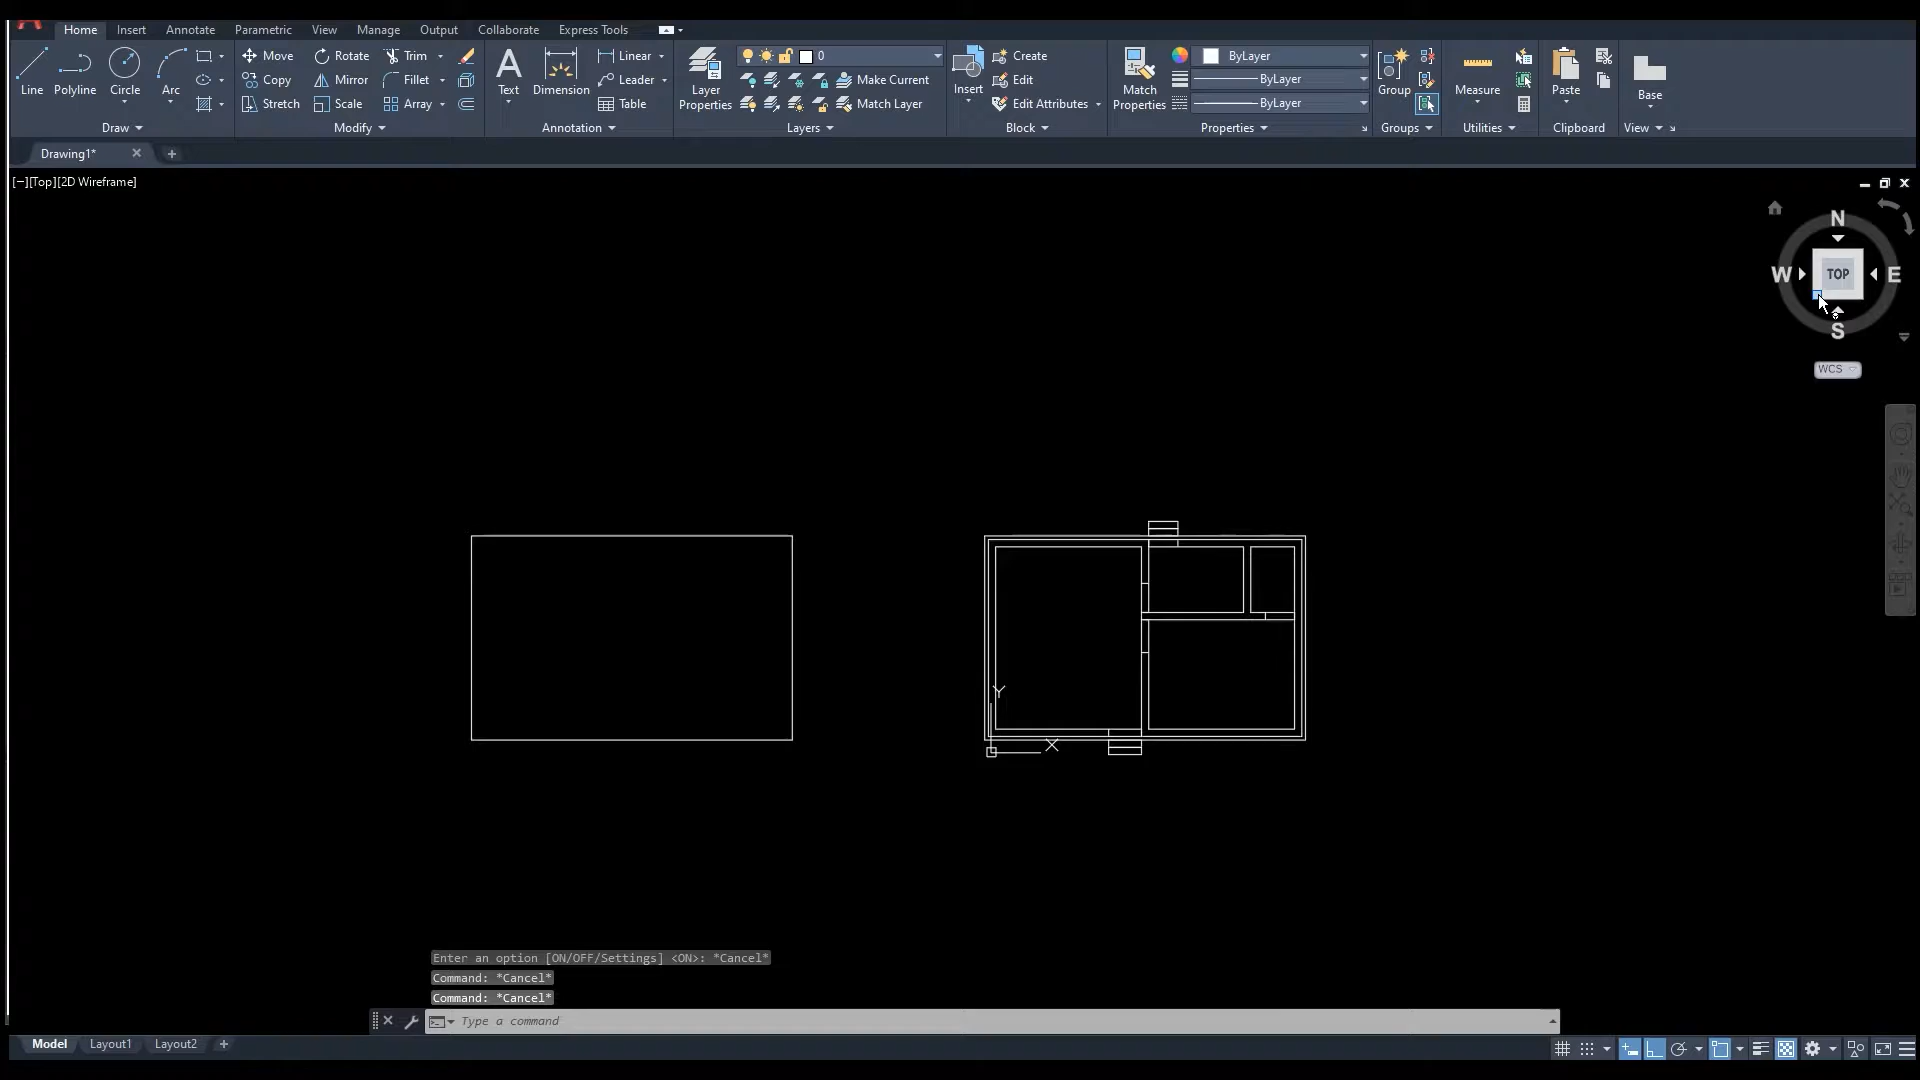 Home Insert Annotate Parametric View Manage Output Collaborate Express Tools
Line Polyline Circle Arc
Move Rotate Trim
Copy Mirror Fillet
Stretch Scale Array
Text Dimension
Linear
Leader
Table
Layer Properties
0
Make Current
Match Layer
Insert
Create
Edit
Edit Attributes
Match Properties
ByLayer
ByLayer
ByLayer
Group
Measure
Paste
Base
Draw Modify Annotation Layers Block Properties Groups Utilities Clipboard View
Drawing1*
[−][Top][2D Wireframe]
N
W TOP E
S
WCS
Y
X
Enter an option [ON/OFF/Settings] <ON>: *Cancel*
Command: *Cancel*
Command: *Cancel*
Type a command
Model Layout1 Layout2